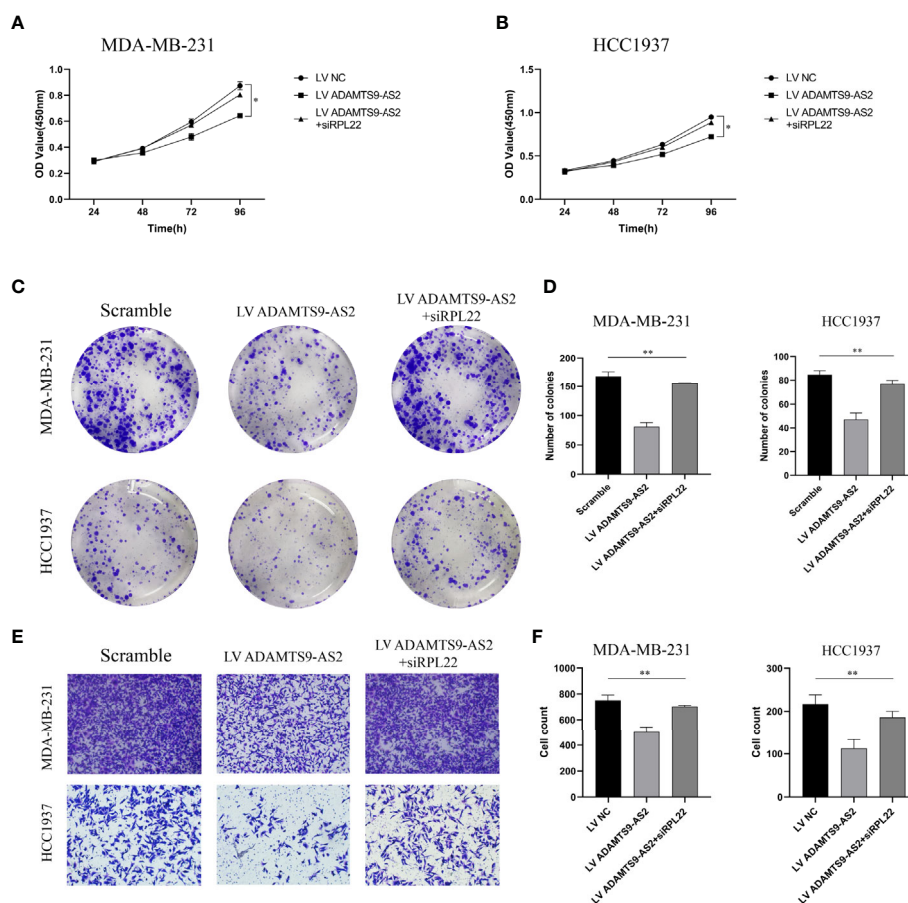 A
MDA-MB-231
OD Value(450nm)
1.0
0.8
0.6
0.4
0.2
0.0
24
48
72
96
Time(h)
*
LV NC
LV ADAMTS9-AS2
LV ADAMTS9-AS2
+siRPL22
B
HCC1937
OD Value(450nm)
1.5
1.0
0.5
0.0
24
48
72
96
Time(h)
*
LV NC
LV ADAMTS9-AS2
LV ADAMTS9-AS2
+siRPL22
C
Scramble
LV ADAMTS9-AS2
LV ADAMTS9-AS2
+siRPL22
MDA-MB-231
HCC1937
D
MDA-MB-231
Number of colonies
200
150
100
50
0
**
Scramble
LV ADAMTS9-AS2
LV ADAMTS9-AS2+siRPL22
HCC1937
Number of colonies
100
80
60
40
20
0
**
Scramble
LV ADAMTS9-AS2
LV ADAMTS9-AS2+siRPL22
E
Scramble
LV ADAMTS9-AS2
LV ADAMTS9-AS2
+siRPL22
MDA-MB-231
HCC1937
F
MDA-MB-231
Cell count
1000
800
600
400
200
0
**
LV NC
LV ADAMTS9-AS2
LV ADAMTS9-AS2+siRPL22
HCC1937
Cell count
300
200
100
0
**
LV NC
LV ADAMTS9-AS2
LV ADAMTS9-AS2+siRPL22